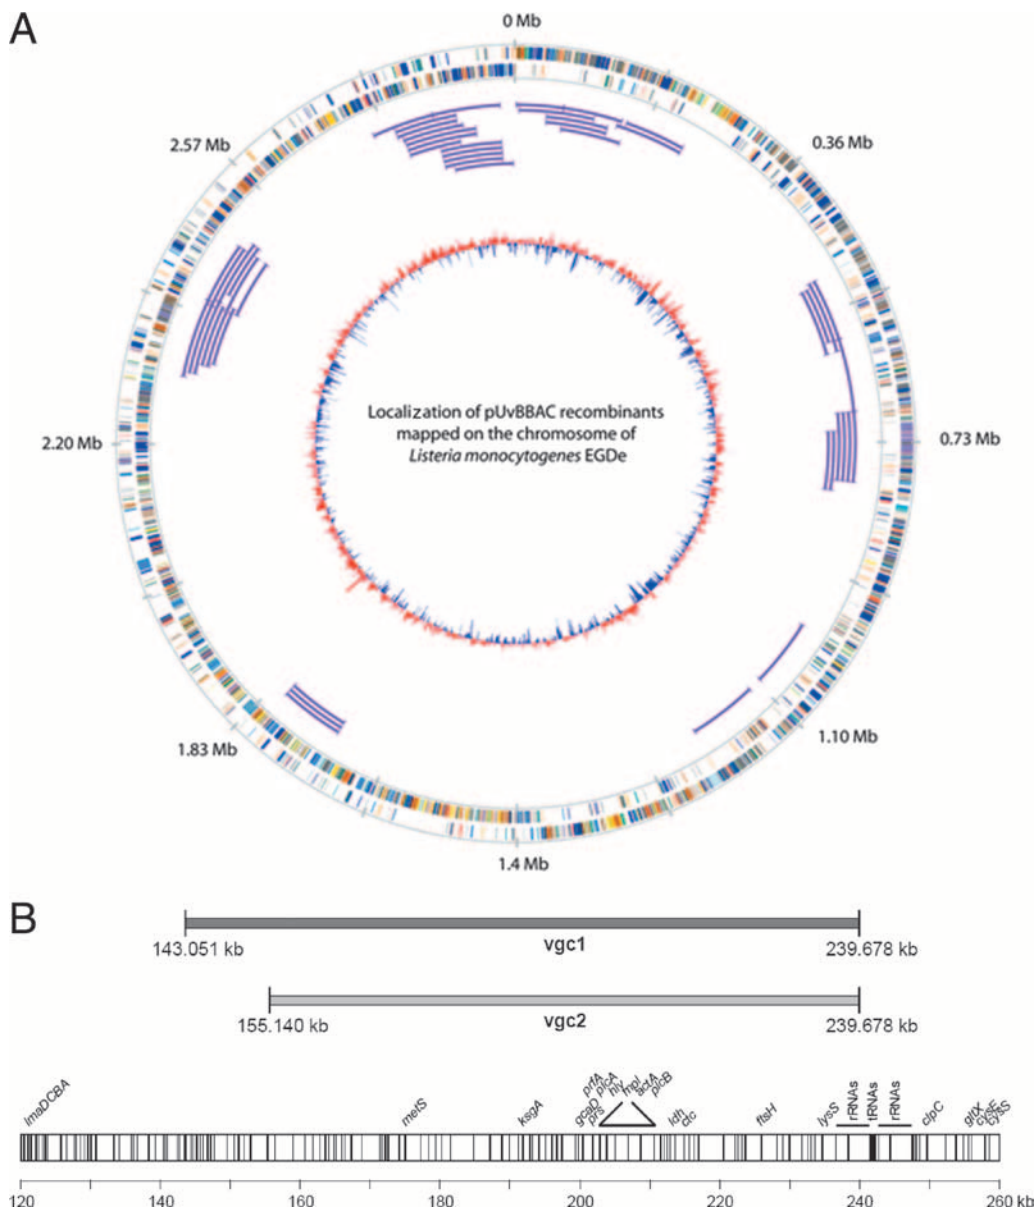 A
0 Mb
0.36 Mb
2.57 Mb
Localization of pUvBBAC recombinants
mapped on the chromosome of
Listeria monocytogenes EGDe
2.20 Mb
0.73 Mb
1.83 Mb
1.10 Mb
1.4 Mb
B
143.051 kb vgc1 239.678 kb
155.140 kb vgc2 239.678 kb
lmaDCBA metS ksgA gcaD prs prfA plcA hly mpl actA plcB ldh ctc ftsH lysS rRNAs tRNAs rRNAs clpC gltX cysE cysS
120 140 160 180 200 220 240 260 kb